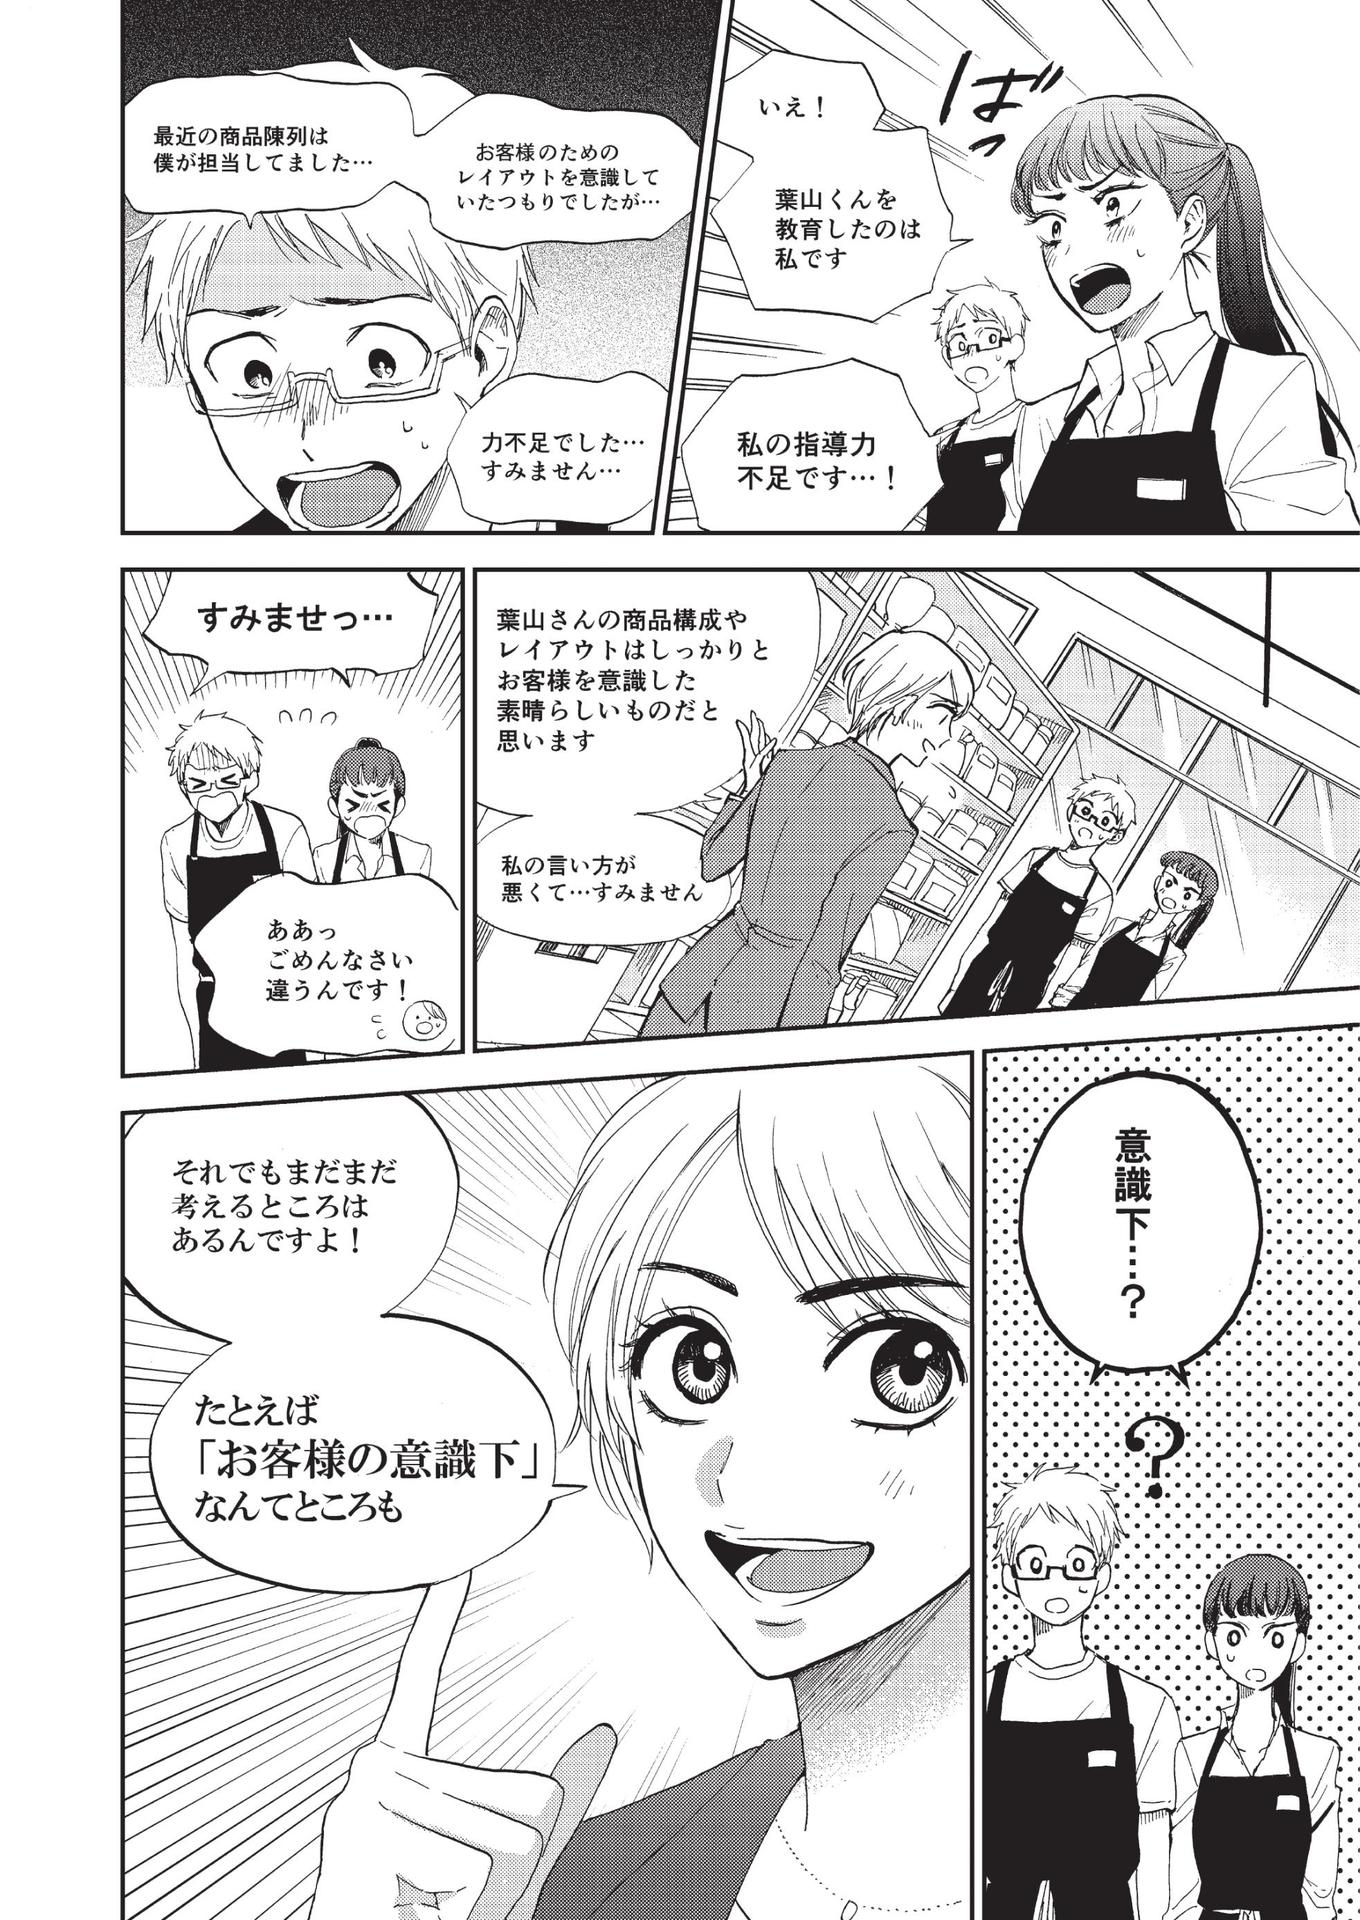 最近の商品陳列は
僕が担当してました…
お客様のための
レイアウトを意識して
いたつもりでしたが…
力不足でした…
すみません…
ばっ
いえ！
葉山くんを
教育したのは
私です
私の指導力
不足です…！
すみませっ…
ああっ
ごめんなさい
違うんです！
葉山さんの商品構成や
レイアウトはしっかりと
お客様を意識した
素晴らしいものだと
思います
私の言い方が
悪くて…すみません
それでもまだまだ
考えるところは
あるんですよ！
たとえば
「お客様の意識下」
なんてところも
意識下…？
？